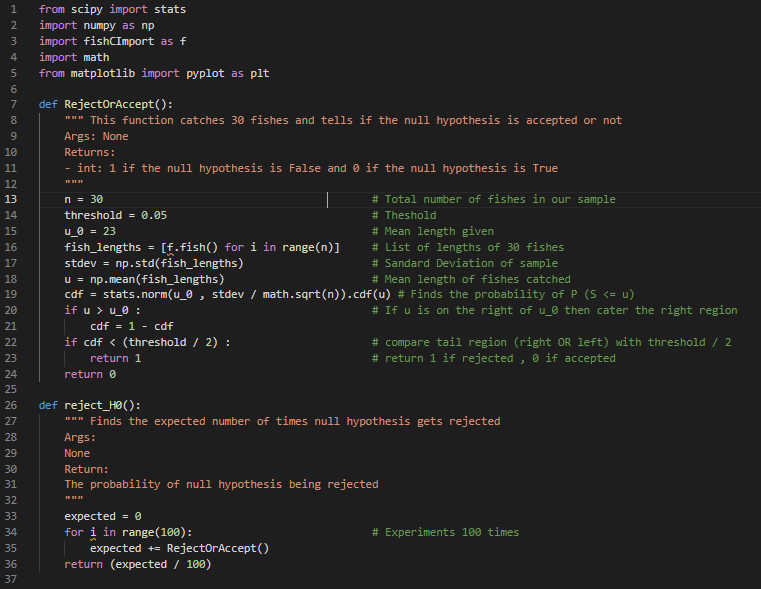 1 from scipy import stats
2 import numpy as np
3 import fishCImport as f
4 import math
5 from matplotlib import pyplot as plt
6
7 def RejectOrAccept():
8     """ This function catches 30 fishes and tells if the null hypothesis is accepted or not
9     Args: None
10     Returns:
11     - int: 1 if the null hypothesis is False and 0 if the null hypothesis is True
12     """
13     n = 30                                          # Total number of fishes in our sample
14     threshold = 0.05                                # Theshold
15     u_0 = 23                                        # Mean length given
16     fish_lengths = [f.fish() for i in range(n)]     # List of lengths of 30 fishes
17     stdev = np.std(fish_lengths)                    # Sandard Deviation of sample
18     u = np.mean(fish_lengths)                       # Mean length of fishes catched
19     cdf = stats.norm(u_0 , stdev / math.sqrt(n)).cdf(u) # Finds the probability of P (S <= u)
20     if u > u_0 :                                    # If u is on the right of u_0 then cater the right region
21         cdf = 1 - cdf
22     if cdf < (threshold / 2) :                      # compare tail region (right OR left) with threshold / 2
23         return 1                                    # return 1 if rejected , 0 if accepted
24     return 0
25
26 def reject_H0():
27     """ Finds the expected number of times null hypothesis gets rejected
28     Args:
29     None
30     Return:
31     The probability of null hypothesis being rejected
32     """
33     expected = 0
34     for i in range(100):                            # Experiments 100 times
35         expected += RejectOrAccept()
36     return (expected / 100)
37